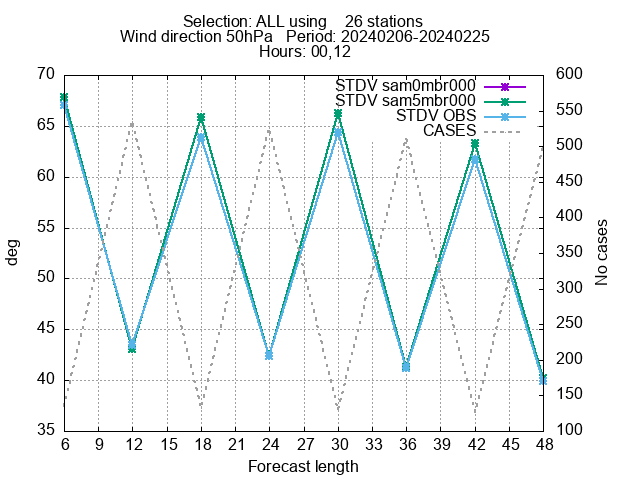 Selection: ALL using    26 stations
Wind direction 50hPa   Period: 20240206-20240225
Hours: 00,12
STDV sam0mbr000
STDV sam5mbr000
STDV OBS
CASES
70
65
60
55
50
45
40
35
deg
600
550
500
450
400
350
300
250
200
150
100
No cases
6 9 12 15 18 21 24 27 30 33 36 39 42 45 48
Forecast length